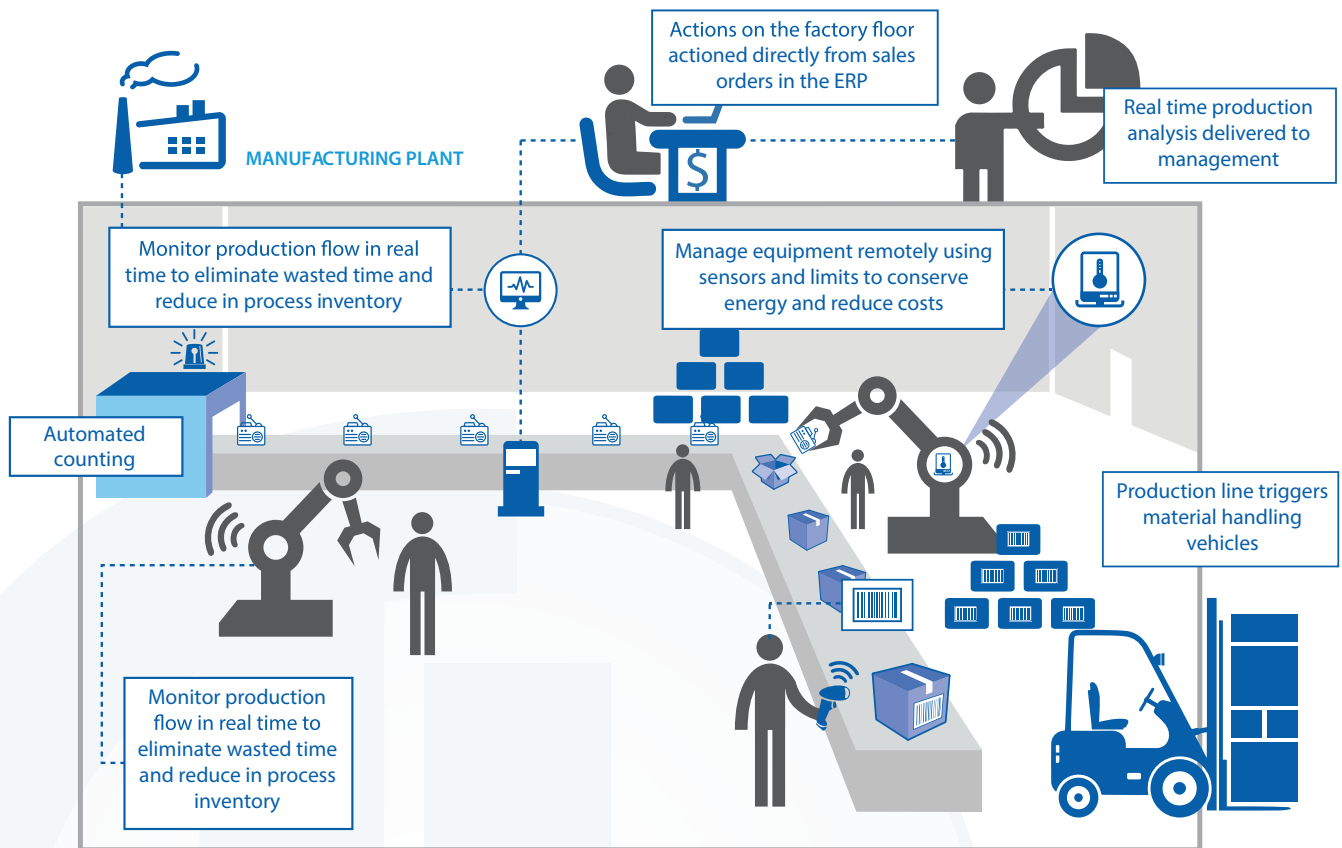 Actions on the factory floor
actioned directly from sales
orders in the ERP
Real time production
analysis delivered to
management
MANUFACTURING PLANT
$
Monitor production flow in real
time to eliminate wasted time and
reduce in process inventory
Manage equipment remotely using
sensors and limits to conserve
energy and reduce costs
Automated
counting
Production line triggers
material handling
vehicles
Monitor production
flow in real time to
eliminate wasted time
and reduce in process
inventory